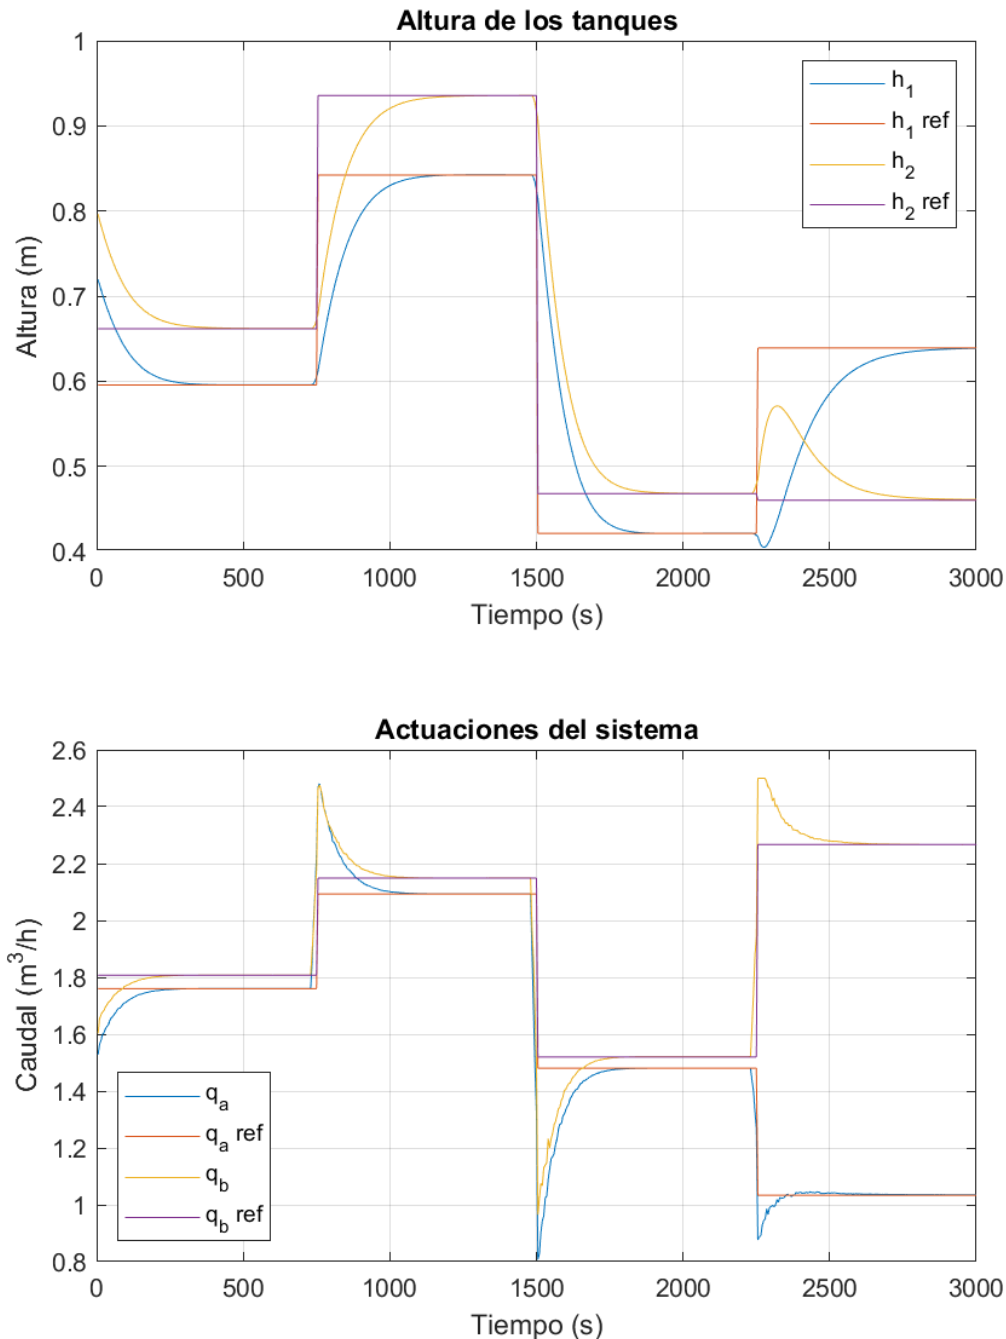 Altura de los tanques
1
0.9
0.8
0.7
0.6
0.5
0.4
Altura (m)
h1
h1 ref
h2
h2 ref
0 500 1000 1500 2000 2500 3000
Tiempo (s)
Actuaciones del sistema
2.6
2.4
2.2
2
1.8
1.6
1.4
1.2
1
0.8
Caudal (m³/h)
qa
qa ref
qb
qb ref
0 500 1000 1500 2000 2500 3000
Tiempo (s)